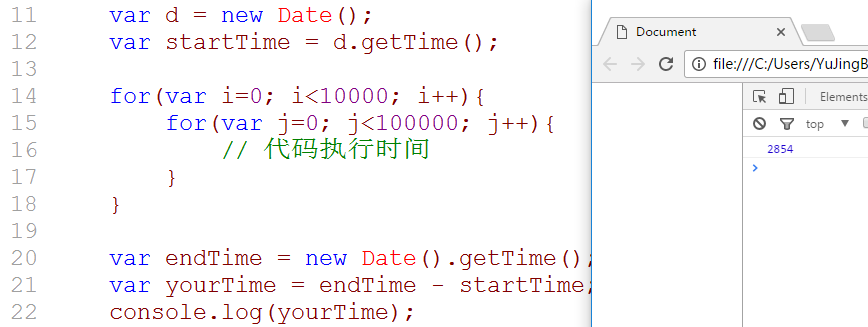 11 var d = new Date();
12 var startTime = d.getTime();
13
14 for(var i=0; i<10000; i++){
15 for(var j=0; j<100000; j++){
16 // 代码执行时间
17 }
18 }
19
20 var endTime = new Date().getTime();
21 var yourTime = endTime - startTime;
22 console.log(yourTime);
Document
file:///C:/Users/YuJingB
Elements
top
2854